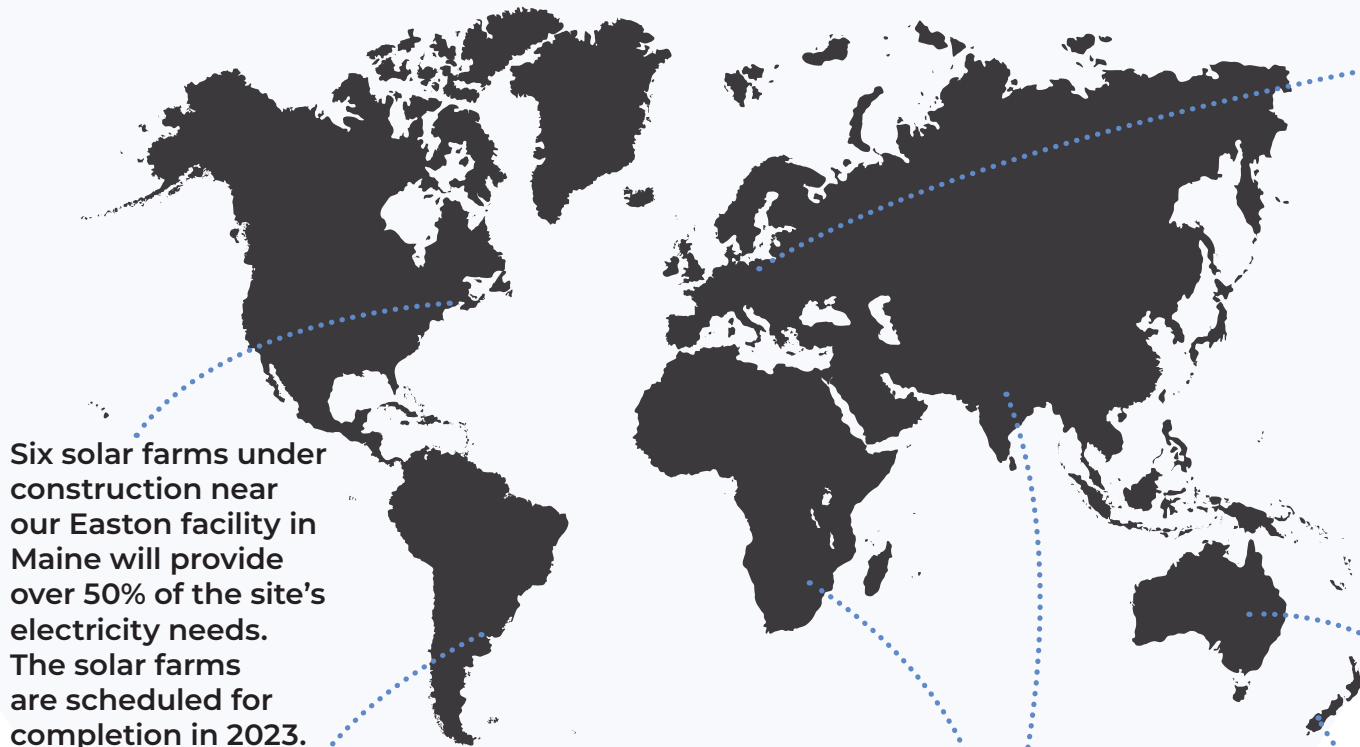 Six solar farms under
construction near
our Easton facility in
Maine will provide
over 50% of the site’s
electricity needs.
The solar farms
are scheduled for
completion in 2023.